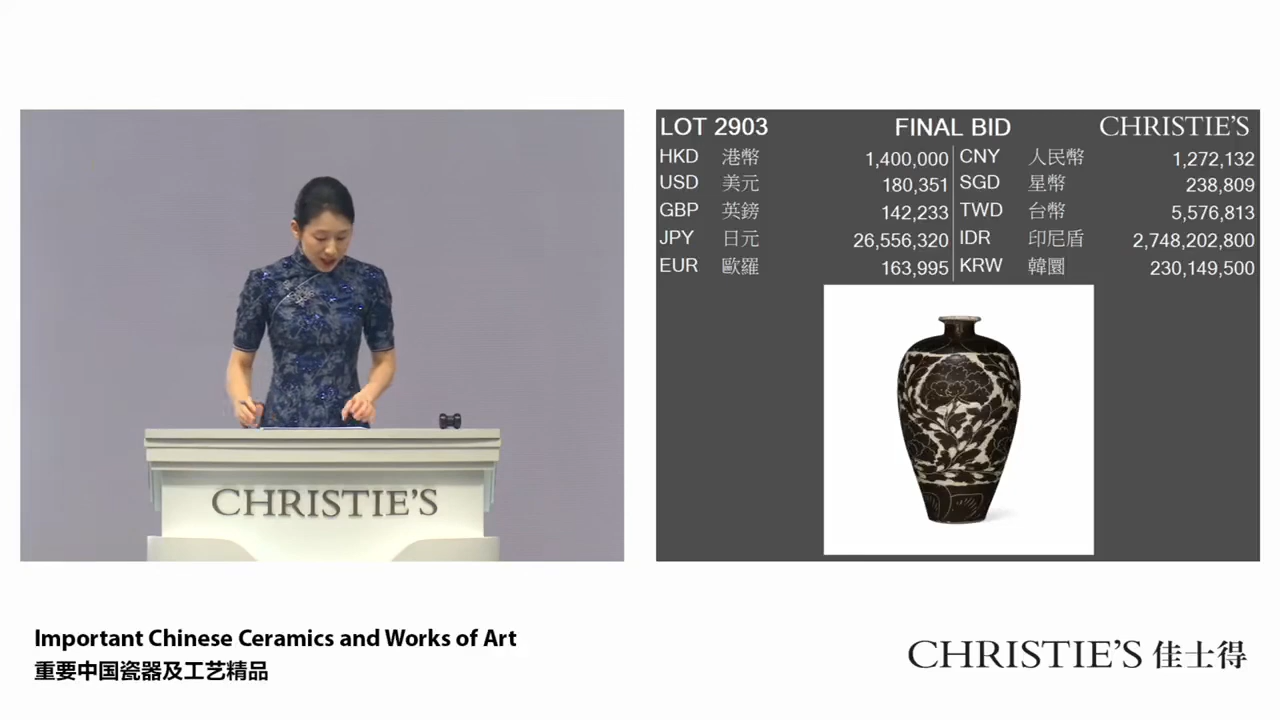 LOT 2903 FINAL BID CHRISTIE'S
HKD 港幣 1,400,000 CNY 人民幣 1,272,132
USD 美元 180,351 SGD 星幣 238,809
GBP 英鎊 142,233 TWD 台幣 5,576,813
JPY 日元 26,556,320 IDR 印尼盾 2,748,202,800
EUR 歐羅 163,995 KRW 韓圜 230,149,500
CHRISTIE'S
Important Chinese Ceramics and Works of Art
重要中国瓷器及工艺精品
CHRISTIE'S 佳士得